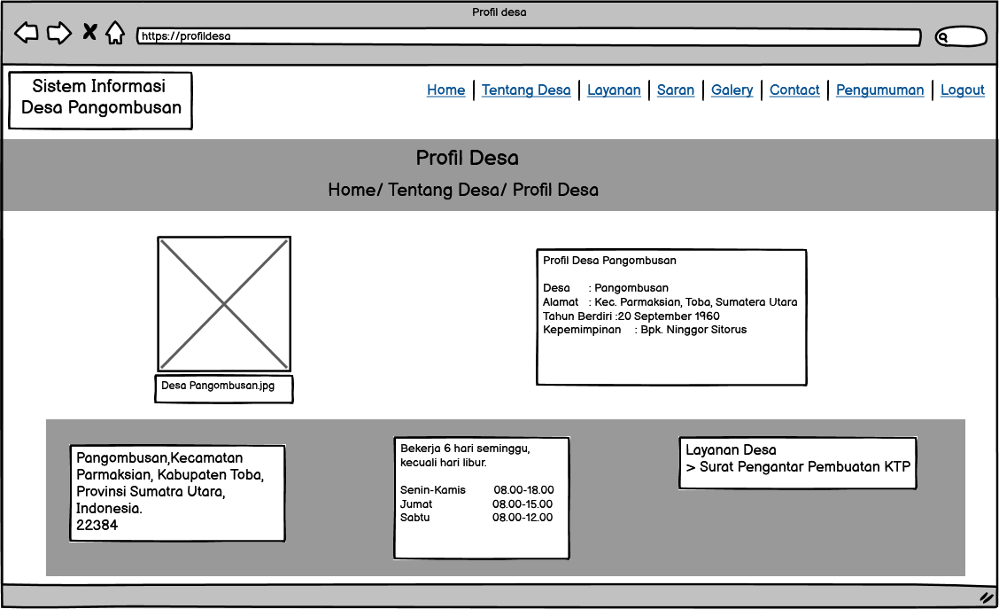 Profil desa
https://profildesa
Sistem Informasi
Desa Pangombusan
Home | Tentang Desa | Layanan | Saran | Galery | Contact | Pengumuman | Logout
Profil Desa
Home/ Tentang Desa/ Profil Desa
Desa Pangombusan.jpg
Profil Desa Pangombusan
Desa : Pangombusan
Alamat : Kec. Parmaksian, Toba, Sumatera Utara
Tahun Berdiri :20 September 1960
Kepemimpinan : Bpk. Ninggor Sitorus
Pangombusan,Kecamatan
Parmaksian, Kabupaten Toba,
Provinsi Sumatra Utara,
Indonesia.
22384
Bekerja 6 hari seminggu,
kecuali hari libur.
Senin-Kamis 08.00-18.00
Jumat 08.00-15.00
Sabtu 08.00-12.00
Layanan Desa
> Surat Pengantar Pembuatan KTP